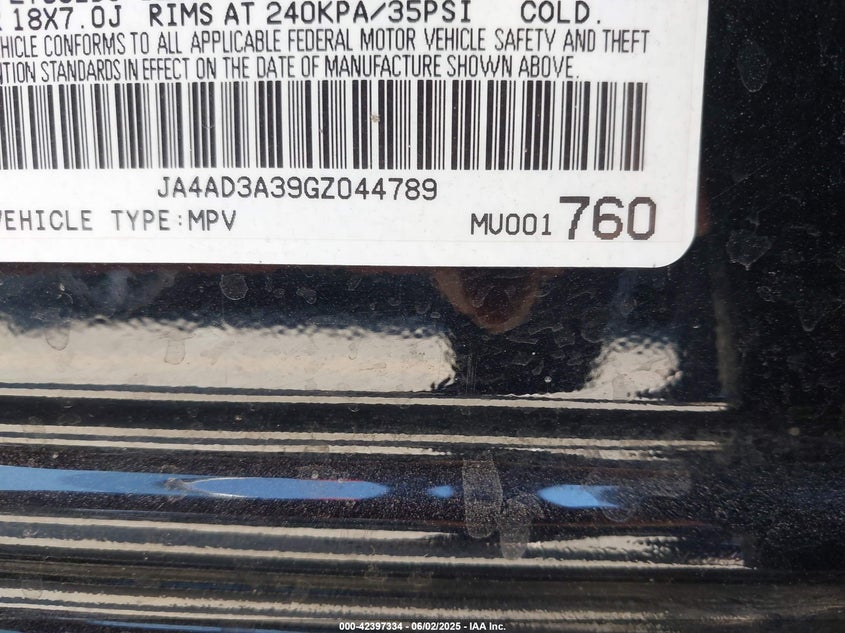 18X7.0J RIMS AT 240KPA/35PSI COLD.
VEHICLE CONFORMS TO ALL APPLICABLE FEDERAL MOTOR VEHICLE SAFETY AND THEFT
STANDARDS IN EFFECT ON THE DATE OF MANUFACTURE SHOWN ABOVE.
JA4AD3A39GZ044789
VEHICLE TYPE:MPV MU001 760
000-42397334 - 06/02/2025 - IAA Inc.